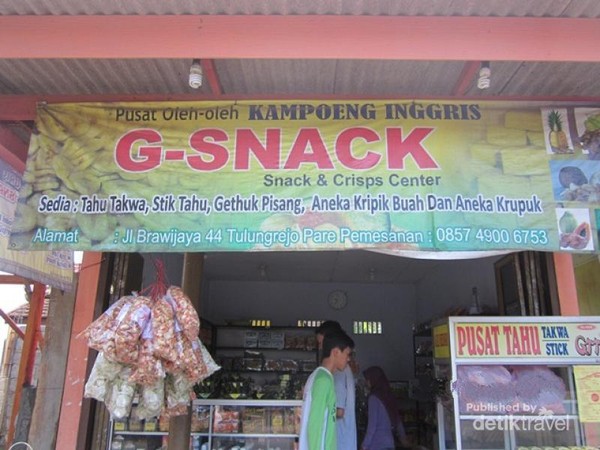 Pusat Oleh-oleh KAMPOENG INGGRIS
G-SNACK
Snack & Crisps Center
Sedia : Tahu Takwa, Stik Tahu, Gethuk Pisang, Aneka Kripik Buah Dan Aneka Krupuk
Alamat : Jl Brawijaya 44 Tulungrejo Pare Pemesanan : 0857 4900 6753
PUSAT TAHU TAKWA
STICK
Published by
detiktravel
detiktravel